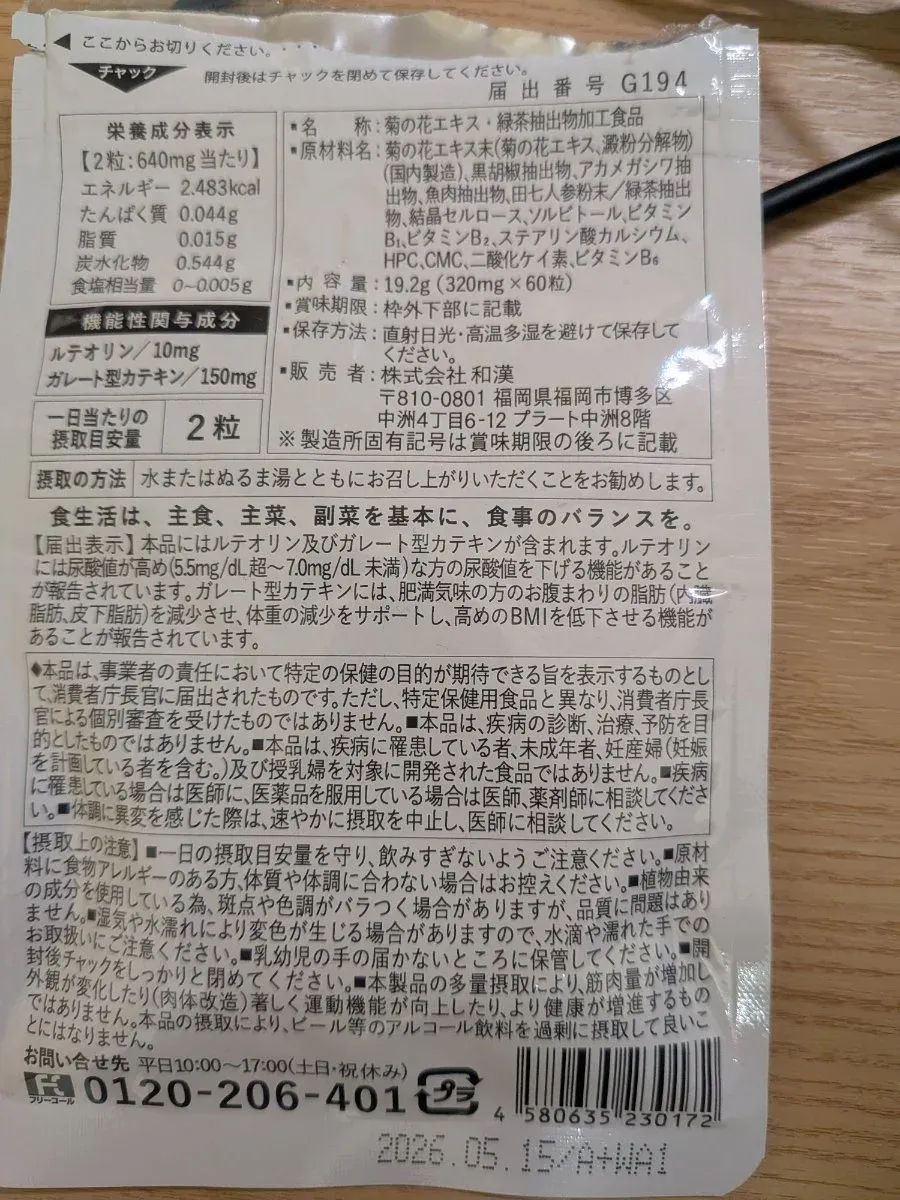 ◀ ここからお切りください。・・・
チャック
開封後はチャックを閉めて保存してください。
届出番号 G194
栄養成分表示
【2粒:640mg当たり】
エネルギー 2.483kcal
たんぱく質 0.044g
脂質 0.015g
炭水化物 0.544g
食塩相当量 0〜0.005g
機能性関与成分
ルテオリン/10mg
ガレート型カテキン/150mg
一日当たりの
摂取目安量
2粒
▪名称:菊の花エキス・緑茶抽出物加工食品
▪原材料名:菊の花エキス末(菊の花エキス、澱粉分解物)
(国内製造)、黒胡椒抽出物、アカメガシワ抽
出物、魚肉抽出物、田七人参粉末/緑茶抽出
物、結晶セルロース、ソルビトール、ビタミン
B₁、ビタミンB₂、ステアリン酸カルシウム、
HPC、CMC、二酸化ケイ素、ビタミンB₆
▪内容量:19.2g(320mg×60粒)
▪賞味期限:枠外下部に記載
▪保存方法:直射日光・高温多湿を避けて保存して
ください。
▪販売者:株式会社 和漢
〒810-0801 福岡県福岡市博多区
中洲4丁目6-12 プラート中洲8階
※製造所固有記号は賞味期限の後ろに記載
摂取の方法 水またはぬるま湯とともにお召し上がりいただくことをお勧めします。
食生活は、主食、主菜、副菜を基本に、食事のバランスを。
【届出表示】本品にはルテオリン及びガレート型カテキンが含まれます。ルテオリン
には尿酸値が高め(5.5mg/dL超〜7.0mg/dL未満)な方の尿酸値を下げる機能があること
が報告されています。ガレート型カテキンには、肥満気味の方のお腹まわりの脂肪(内臓
脂肪、皮下脂肪)を減少させ、体重の減少をサポートし、高めのBMIを低下させる機能が
あることが報告されています。
◆本品は、事業者の責任において特定の保健の目的が期待できる旨を表示するものとし
て、消費者庁長官に届出されたものです。ただし、特定保健用食品と異なり、消費者庁長
官による個別審査を受けたものではありません。■本品は、疾病の診断、治療、予防を目
的としたものではありません。■本品は、疾病に罹患している者、未成年者、妊産婦(妊娠
を計画している者を含む。)及び授乳婦を対象に開発された食品ではありません。■疾病
に罹患している場合は医師に、医薬品を服用している場合は医師、薬剤師に相談してくださ
い。■体調に異変を感じた際は、速やかに摂取を中止し、医師に相談してください。
【摂取上の注意】■一日の摂取目安量を守り、飲みすぎないようご注意ください。■原材
料に食物アレルギーのある方、体質や体調に合わない場合はお控えください。■植物由来
の成分を使用している為、斑点や色調がバラつく場合がありますが、品質に問題はあり
ません。■湿気や水濡れにより変色が生じる場合がありますので、水滴や濡れた手での
お取扱いにご注意ください。■乳幼児の手の届かないところに保管してください。■開
封後チャックをしっかりと閉めてください。■本製品の多量摂取により、筋肉量が増加し
外観が変化したり(肉体改造)著しく運動機能が向上したり、より健康が増進するもの
ではありません。本品の摂取により、ビール等のアルコール飲料を過剰に摂取して良いこ
とにはなりません。
お問い合せ先 平日10:00〜17:00(土日・祝休み)
フリーコール 0120-206-401
プラ
4 580635 230172
2026.05.15/A+WA1